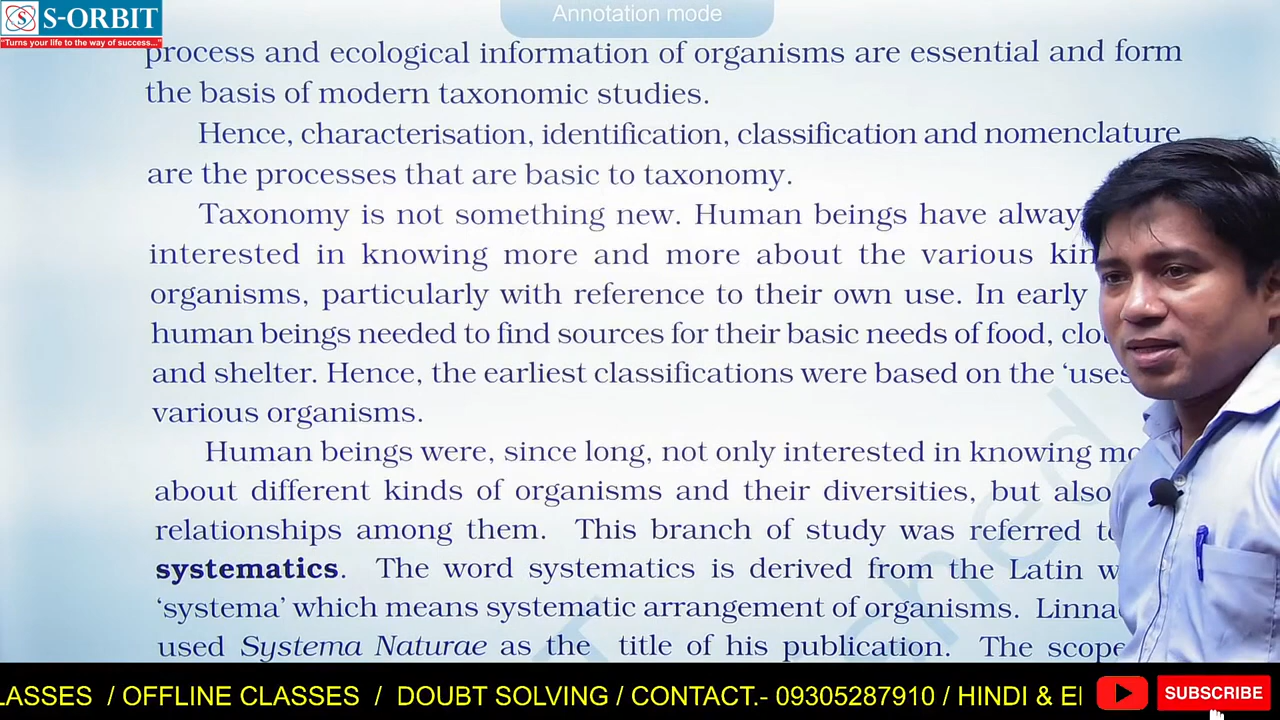 Annotation mode
S-ORBIT
"Turns your life to the way of success..."
process and ecological information of organisms are essential and form
the basis of modern taxonomic studies.
Hence, characterisation, identification, classification and nomenclature
are the processes that are basic to taxonomy.
Taxonomy is not something new. Human beings have alway
interested in knowing more and more about the various kin
organisms, particularly with reference to their own use. In early
human beings needed to find sources for their basic needs of food, clo
and shelter. Hence, the earliest classifications were based on the ‘uses
various organisms.
Human beings were, since long, not only interested in knowing mo
about different kinds of organisms and their diversities, but also
relationships among them. This branch of study was referred t
systematics. The word systematics is derived from the Latin w
‘systema’ which means systematic arrangement of organisms. Linna
used Systema Naturae as the title of his publication. The scope
LASSES / OFFLINE CLASSES / DOUBT SOLVING / CONTACT.- 09305287910 / HINDI & E
SUBSCRIBE